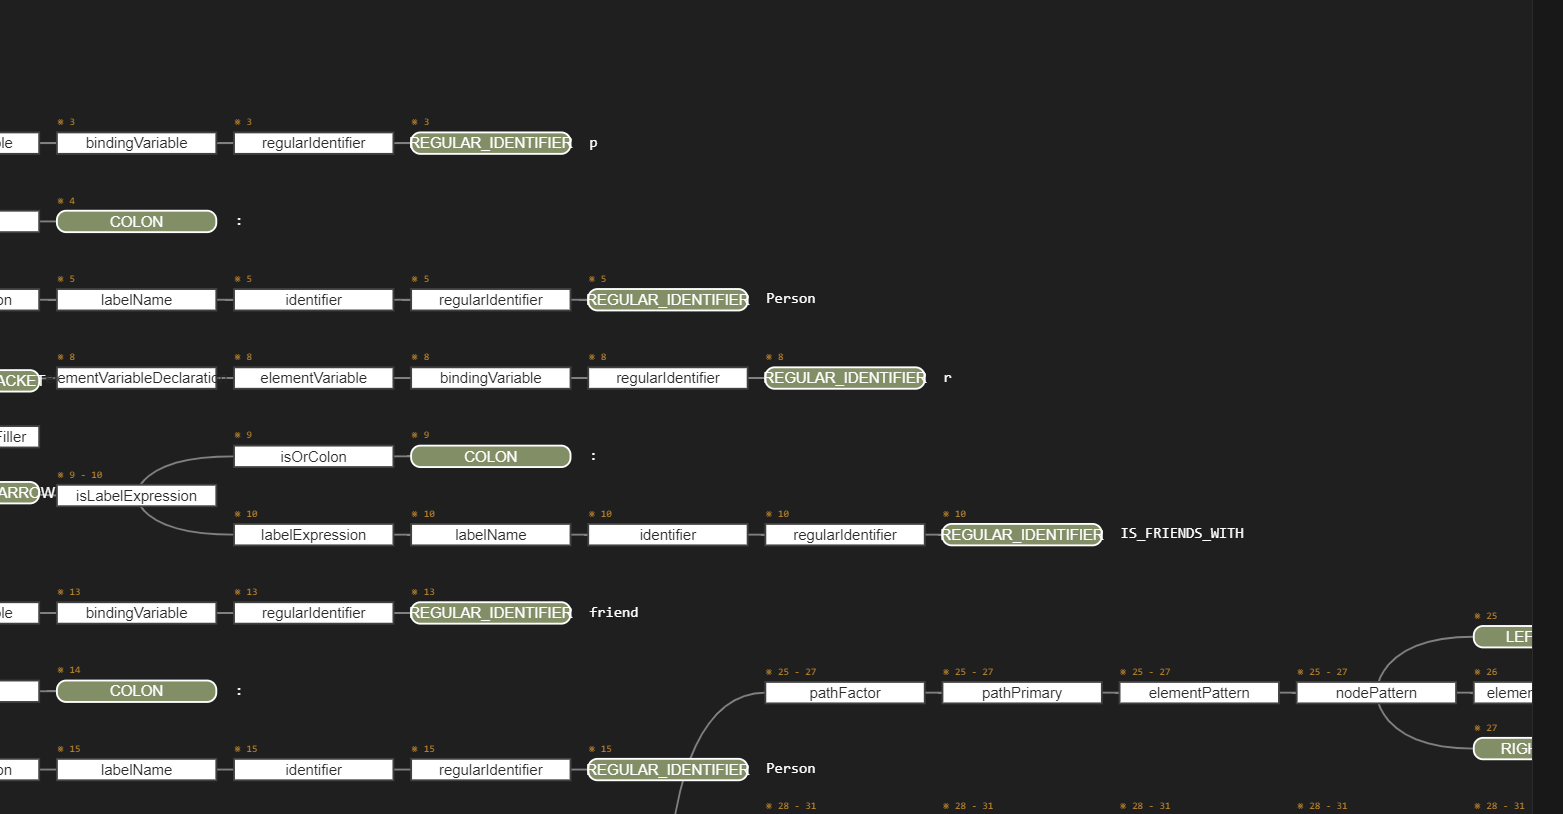 ※ 3 ※ 3 ※ 3
le bindingVariable regularIdentifier REGULAR_IDENTIFIER p
※ 4
COLON :
※ 5 ※ 5 ※ 5 ※ 5
on labelName identifier regularIdentifier REGULAR_IDENTIFIER Person
※ 8 ※ 8 ※ 8 ※ 8 ※ 8
ACKET ementVariableDeclaratio elementVariable bindingVariable regularIdentifier REGULAR_IDENTIFIER r
※ 9 ※ 9
Filler isOrColon COLON :
※ 9 - 10
ARROW isLabelExpression
※ 10 ※ 10 ※ 10 ※ 10 ※ 10
labelExpression labelName identifier regularIdentifier REGULAR_IDENTIFIER IS_FRIENDS_WITH
※ 13 ※ 13 ※ 13
le bindingVariable regularIdentifier REGULAR_IDENTIFIER friend
※ 25
LEF
※ 14 ※ 25 - 27 ※ 25 - 27 ※ 25 - 27 ※ 25 - 27 ※ 26
COLON : pathFactor pathPrimary elementPattern nodePattern elemen
※ 27
RIGH
※ 15 ※ 15 ※ 15 ※ 15
on labelName identifier regularIdentifier REGULAR_IDENTIFIER Person
※ 28 - 31 ※ 28 - 31 ※ 28 - 31 ※ 28 - 31 ※ 28 - 31